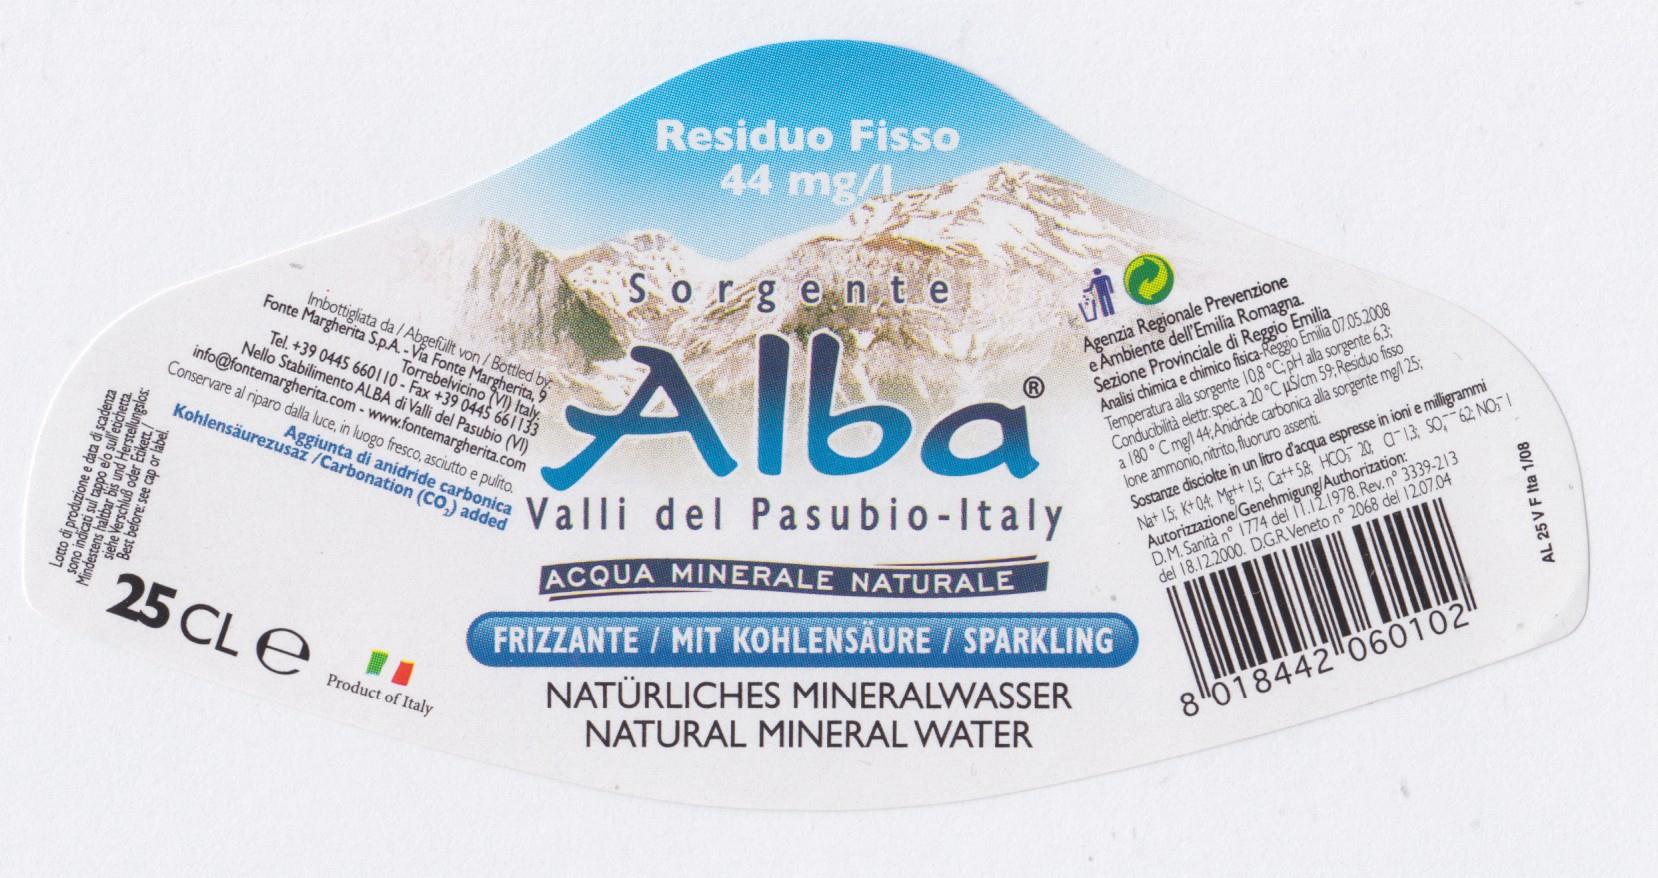 Residuo Fisso
44 mg/l
Sorgente
Alba®
Valli del Pasubio-Italy
ACQUA MINERALE NATURALE
FRIZZANTE / MIT KOHLENSÄURE / SPARKLING
NATÜRLICHES MINERALWASSER
NATURAL MINERAL WATER
Imbottigliata da / Abgefüllt von / Bottled by:
Fonte Margherita S.p.A. - Via Fonte Margherita, 9
Torrebelvicino (VI) Italy.
Tel. +39 0445 660110 - Fax +39 0445 661133
Nello Stabilimento ALBA di Valli del Pasubio (VI)
info@fontemargherita.com - www.fontemargherita.com
Conservare al riparo dalla luce, in luogo fresco, asciutto e pulito.
Aggiunta di anidride carbonica
Kohlensäurezusaz /Carbonation (CO₂) added
Lotto di produzione e data di scadenza
sono indicati sul tappo e/o sull'etichetta.
Mindestens haltbar bis und Herstellungslos:
siehe Verschluß oder Etikett. /
Best before: see cap or label.
25 CL e
Product of Italy
Agenzia Regionale Prevenzione
e Ambiente dell'Emilia Romagna.
Sezione Provinciale di Reggio Emilia
Analisi chimica e chimico fisica-Reggio Emilia 07.05.2008
Temperatura alla sorgente 10.8 °C; pH alla sorgente 6,3;
Conducibilità elettr. spec. a 20 °C µS/cm 59; Residuo fisso
a 180 ° C mg/l 44; Anidride carbonica alla sorgente mg/l 25;
Ione ammonio, nitrito, fluoruro assenti.
Sostanze disciolte in un litro d'acqua espresse in ioni e milligrammi
Na+ 1,5; K+ 0,4; Mg++ 1,5; Ca++ 5,8; HCO₃⁻ 20; Cl⁻ 1,3; SO₄⁻⁻ 6,2; NO₃⁻ 1
Autorizzazione/Genehmigung/Authorization:
D.M. Sanità n° 1774 del 11.12.1978. Rev. n° 3339-213
del 18.12.2000. D.G.R. Veneto n° 2068 del 12.07.04
8 018442 060102
AL 25 V F Ita 1/08